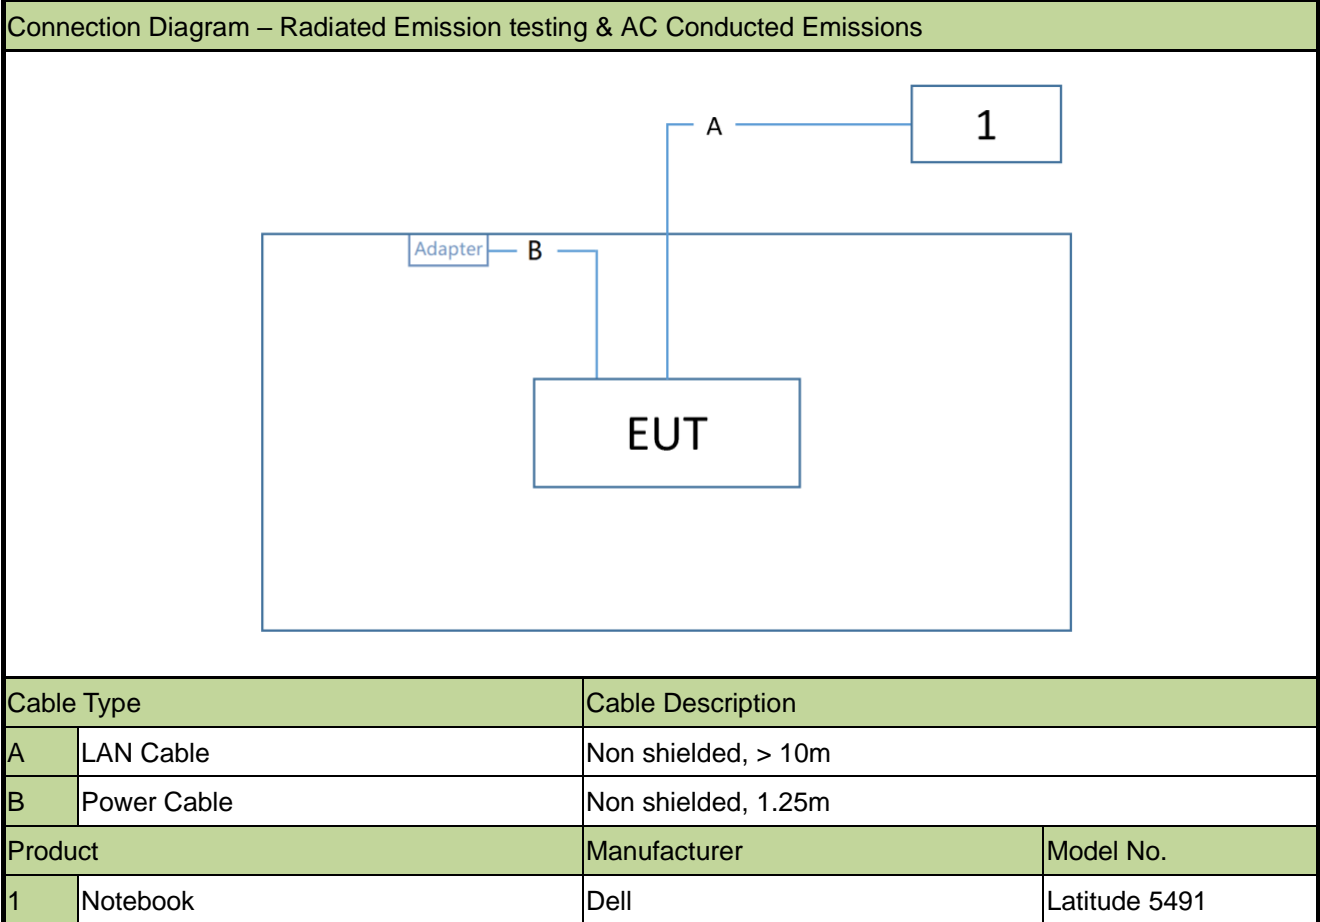 Connection Diagram – Radiated Emission testing & AC Conducted Emissions
A
1
Adapter
B
EUT
Cable Type Cable Description
A LAN Cable Non shielded, > 10m
B Power Cable Non shielded, 1.25m
Product Manufacturer Model No.
1 Notebook Dell Latitude 5491